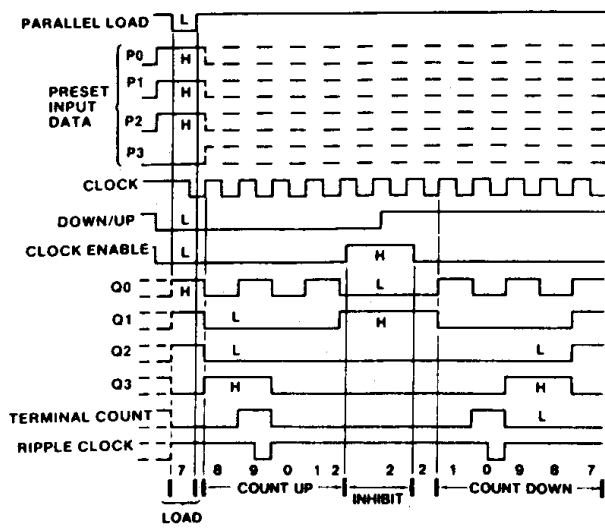 PARALLEL LOAD L
P0 H
P1 H
PRESET
INPUT
DATA
P2 H
P3
CLOCK
DOWN/UP L
CLOCK ENABLE L H
Q0 H L
Q1 L H
Q2 L L
Q3 H H
TERMINAL COUNT L
RIPPLE CLOCK
7 8 9 0 1 2 2 2 1 0 9 8 7
COUNT UP INHIBIT COUNT DOWN
LOAD